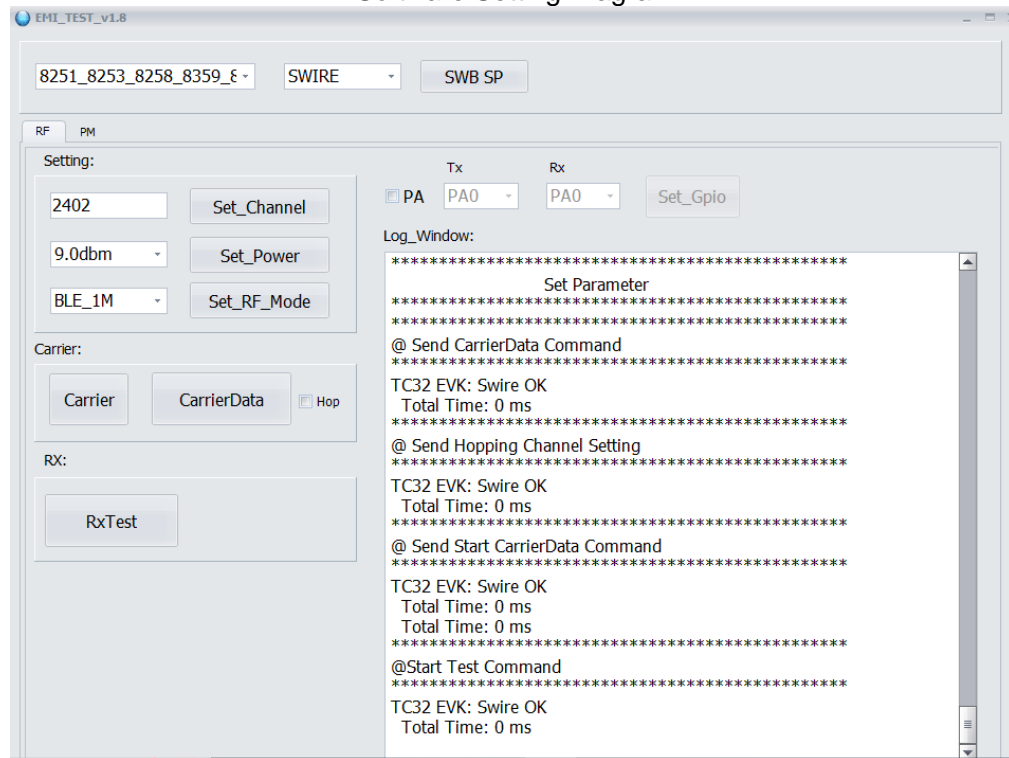 EMI_TEST_v1.8
8251_8253_8258_8359_8 SWIRE SWB SP
RF PM
Setting:
2402 Set_Channel
9.0dbm Set_Power
BLE_1M Set_RF_Mode
Carrier:
Carrier CarrierData Hop
RX:
RxTest
Tx Rx
PA PA0 PA0 Set_Gpio
Log_Window:
************************************************
Set Parameter
************************************************
************************************************
@ Send CarrierData Command
************************************************
TC32 EVK: Swire OK
Total Time: 0 ms
************************************************
@ Send Hopping Channel Setting
************************************************
TC32 EVK: Swire OK
Total Time: 0 ms
************************************************
@ Send Start CarrierData Command
************************************************
TC32 EVK: Swire OK
Total Time: 0 ms
Total Time: 0 ms
************************************************
@Start Test Command
************************************************
TC32 EVK: Swire OK
Total Time: 0 ms